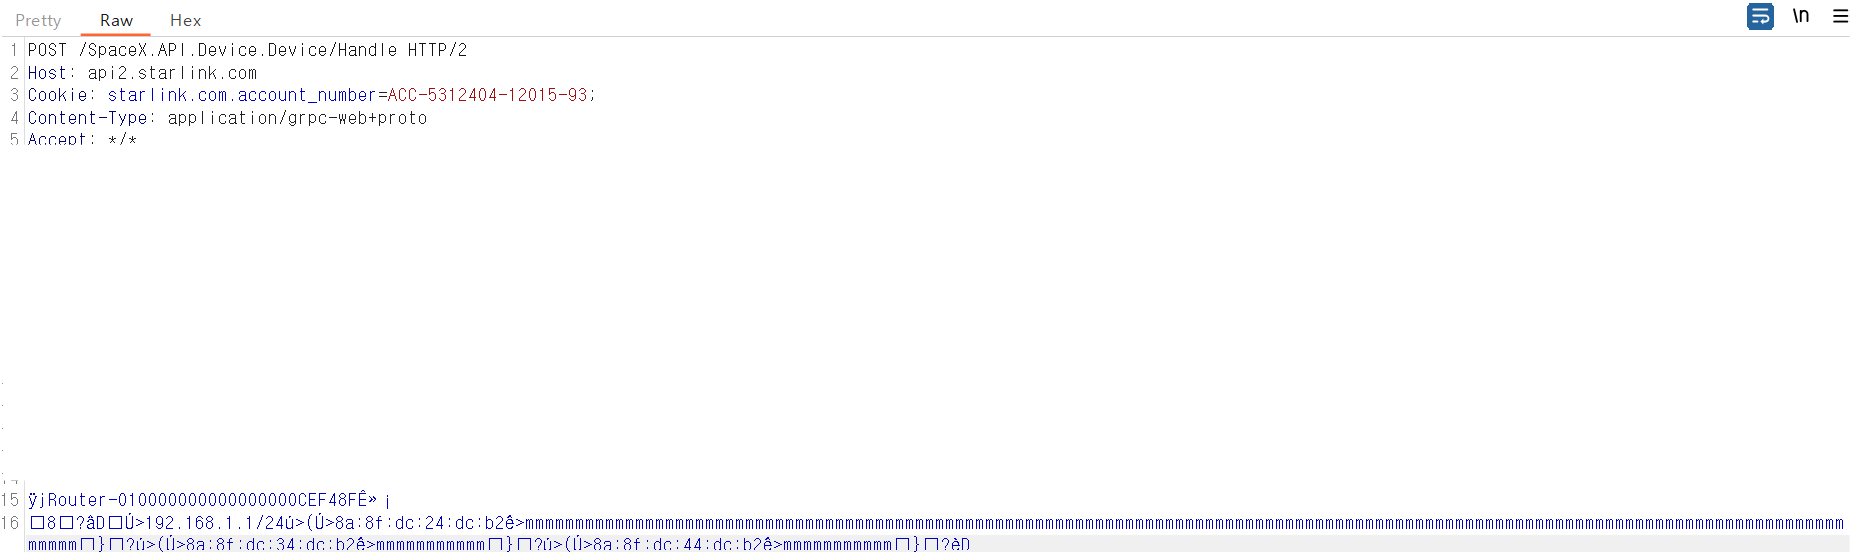 Pretty Raw Hex \n
1 POST /SpaceX.API.Device.Device/Handle HTTP/2
2 Host: api2.starlink.com
3 Cookie: starlink.com.account_number=ACC-5312404-12015-93;
4 Content-Type: application/grpc-web+proto
5 Accept: */*
14
15 ÿjRouter-010000000000000000CEF48FÊ»¡
16 □8□?âD□Ú>192.168.1.1/24ú>(Ú>8a:8f:dc:24:dc:b2ê>
□}□?ú>(Ú>8a:8f:dc:34:dc:b2ê>mmmmmmmmmmm□}□?ú>(Ú>8a:8f:dc:44:dc:b2ê>mmmmmmmmmmm□}□?èD